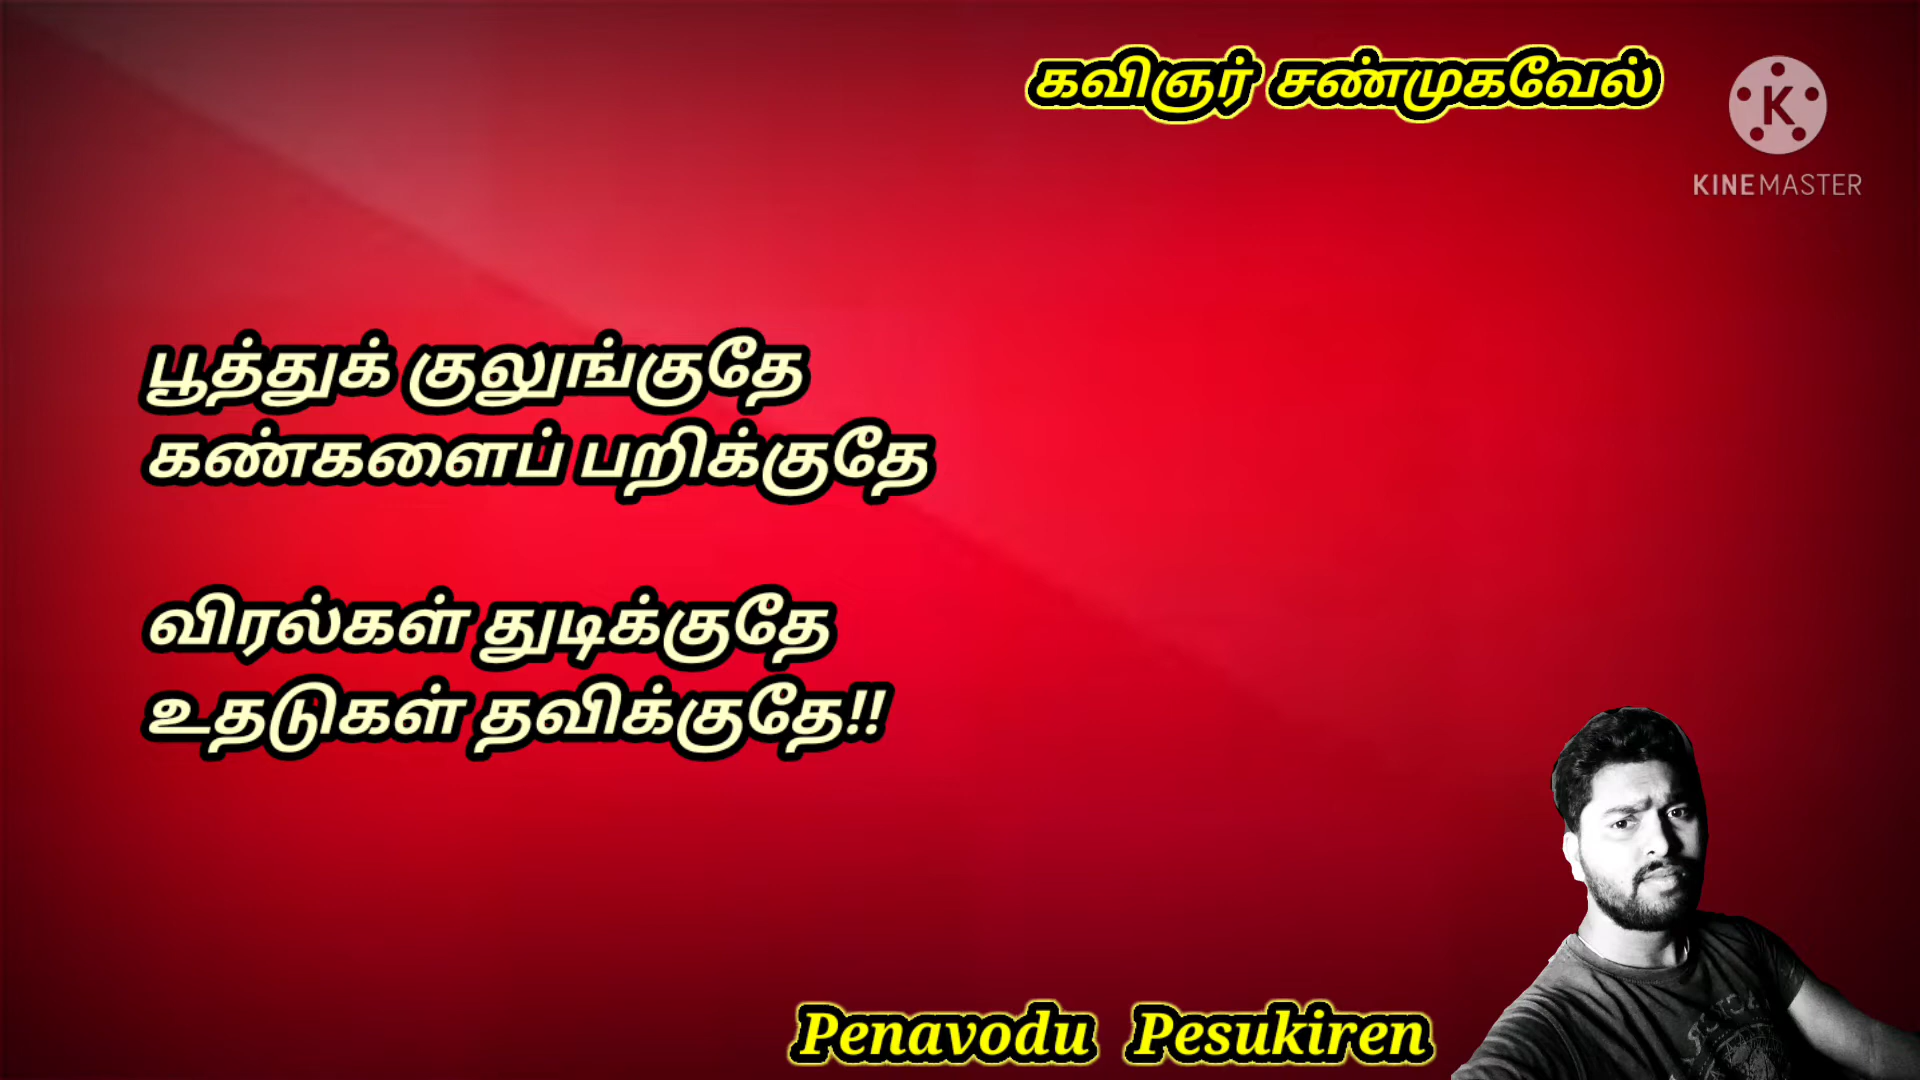 கவிஞர் சண்முகவேல்
KINEMASTER
பூத்துக் குலுங்குதே
கண்களைப் பறிக்குதே
விரல்கள் துடிக்குதே
உதடுகள் தவிக்குதே!!
Penavodu Pesukiren